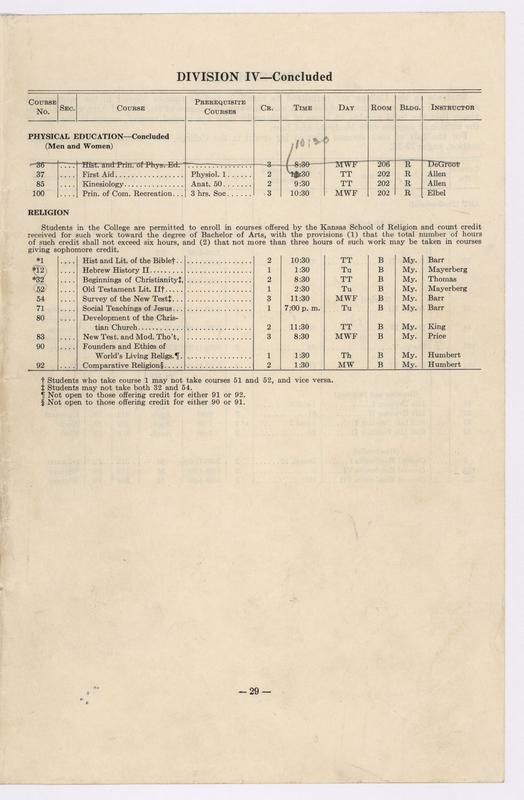 DIVISION IV—Concluded
COURSE No. SEC. COURSE PREREQUISITE COURSES CR. TIME DAY ROOM BLDG. INSTRUCTOR
PHYSICAL EDUCATION—Concluded
(Men and Women)
10:30
36 .... Hist. and Prin. of Phys. Ed. ................ 3 8:30 MWF 206 R DeGroot
37 .... First Aid................ Physiol. 1...... 2 :30 TT 202 R Allen
85 .... Kinesiology............... Anat. 50....... 2 9:30 TT 202 R Allen
100 .... Prin. of Com. Recreation... 3 hrs. Soc...... 3 10:30 MWF 202 R Elbel
RELIGION
Students in the College are permitted to enroll in courses offered by the Kansas School of Religion and count credit
received for such work toward the degree of Bachelor of Arts, with the provisions (1) that the total number of hours
of such credit shall not exceed six hours, and (2) that not more than three hours of such work may be taken in courses
giving sophomore credit.
*1 .... Hist and Lit. of the Bible†.. ................ 2 10:30 TT B My. Barr
*12 .... Hebrew History II......... ................ 1 1:30 Tu B My. Mayerberg
*32 .... Beginnings of Christianity‡. ................ 2 8:30 TT B My. Thomas
52 .... Old Testament Lit. II†..... ................ 1 2:30 Tu B My. Mayerberg
54 .... Survey of the New Test‡... ................ 3 11:30 MWF B My. Barr
71 .... Social Teachings of Jesus... ................ 1 7:00 p. m. Tu B My. Barr
80 .... Development of the Chris-
tian Church............ ................ 2 11:30 TT B My. King
83 .... New Test. and Mod. Tho't. ................ 3 8:30 MWF B My. Price
90 .... Founders and Ethics of
World's Living Religs.¶. ................ 1 1:30 Th B My. Humbert
92 .... Comparative Religion§..... ................ 2 1:30 MW B My. Humbert
† Students who take course 1 may not take courses 51 and 52, and vice versa.
‡ Students may not take both 32 and 54.
¶ Not open to those offering credit for either 91 or 92.
§ Not open to those offering credit for either 90 or 91.
— 29 —